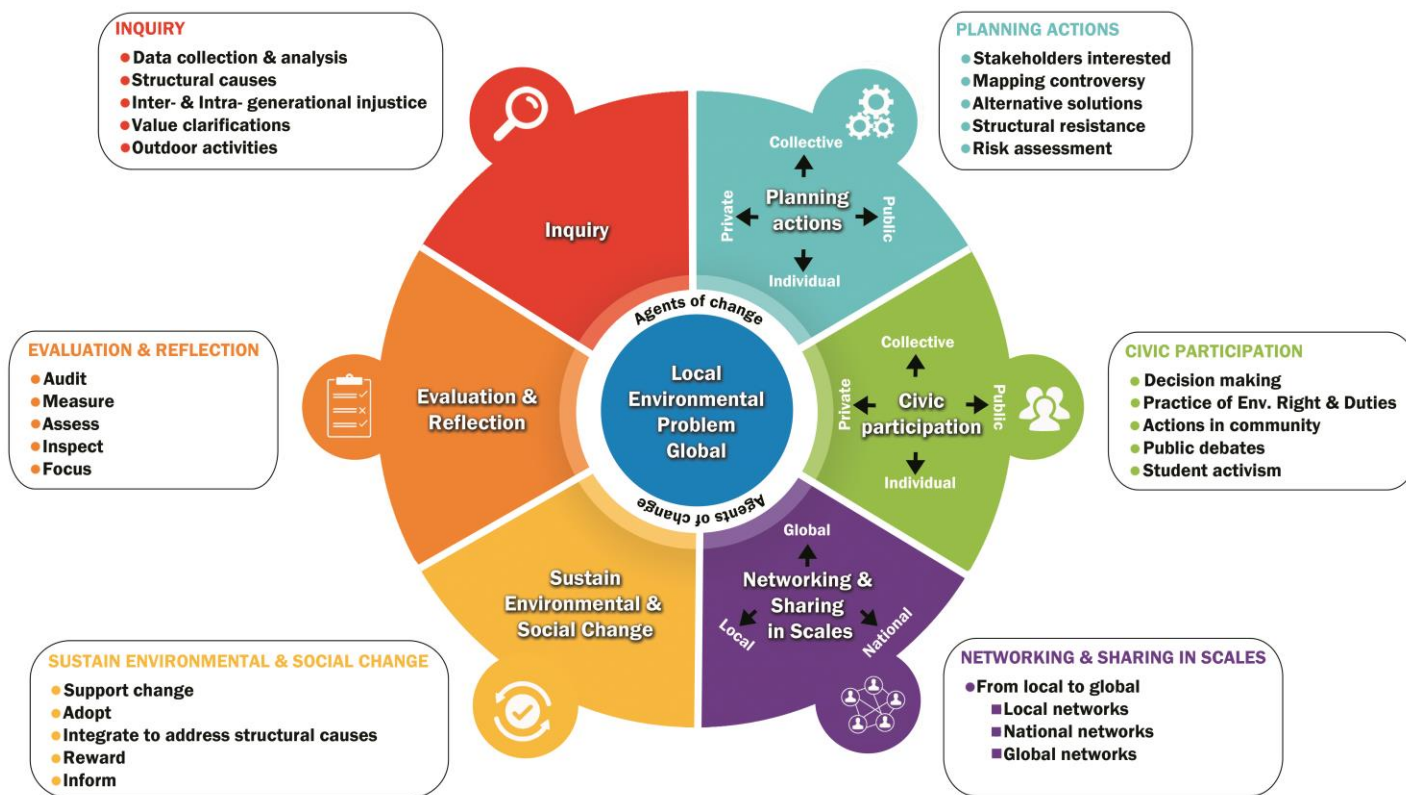 INQUIRY
Data collection & analysis
Structural causes
Inter- & Intra- generational injustice
Value clarifications
Outdoor activities
PLANNING ACTIONS
Stakeholders interested
Mapping controversy
Alternative solutions
Structural resistance
Risk assessment
Inquiry
Collective
Private
Planning
actions
Public
Individual
EVALUATION & REFLECTION
Audit
Measure
Assess
Inspect
Focus
Evaluation &
Reflection
Agents of change
Local
Environmental
Problem
Global
Agents of change
Collective
Private
Civic
participation
Public
Individual
CIVIC PARTICIPATION
Decision making
Practice of Env. Right & Duties
Actions in community
Public debates
Student activism
Sustain
Environmental &
Social Change
Global
Networking &
Sharing
in Scales
Local
National
SUSTAIN ENVIRONMENTAL & SOCIAL CHANGE
Support change
Adopt
Integrate to address structural causes
Reward
Inform
NETWORKING & SHARING IN SCALES
From local to global
Local networks
National networks
Global networks